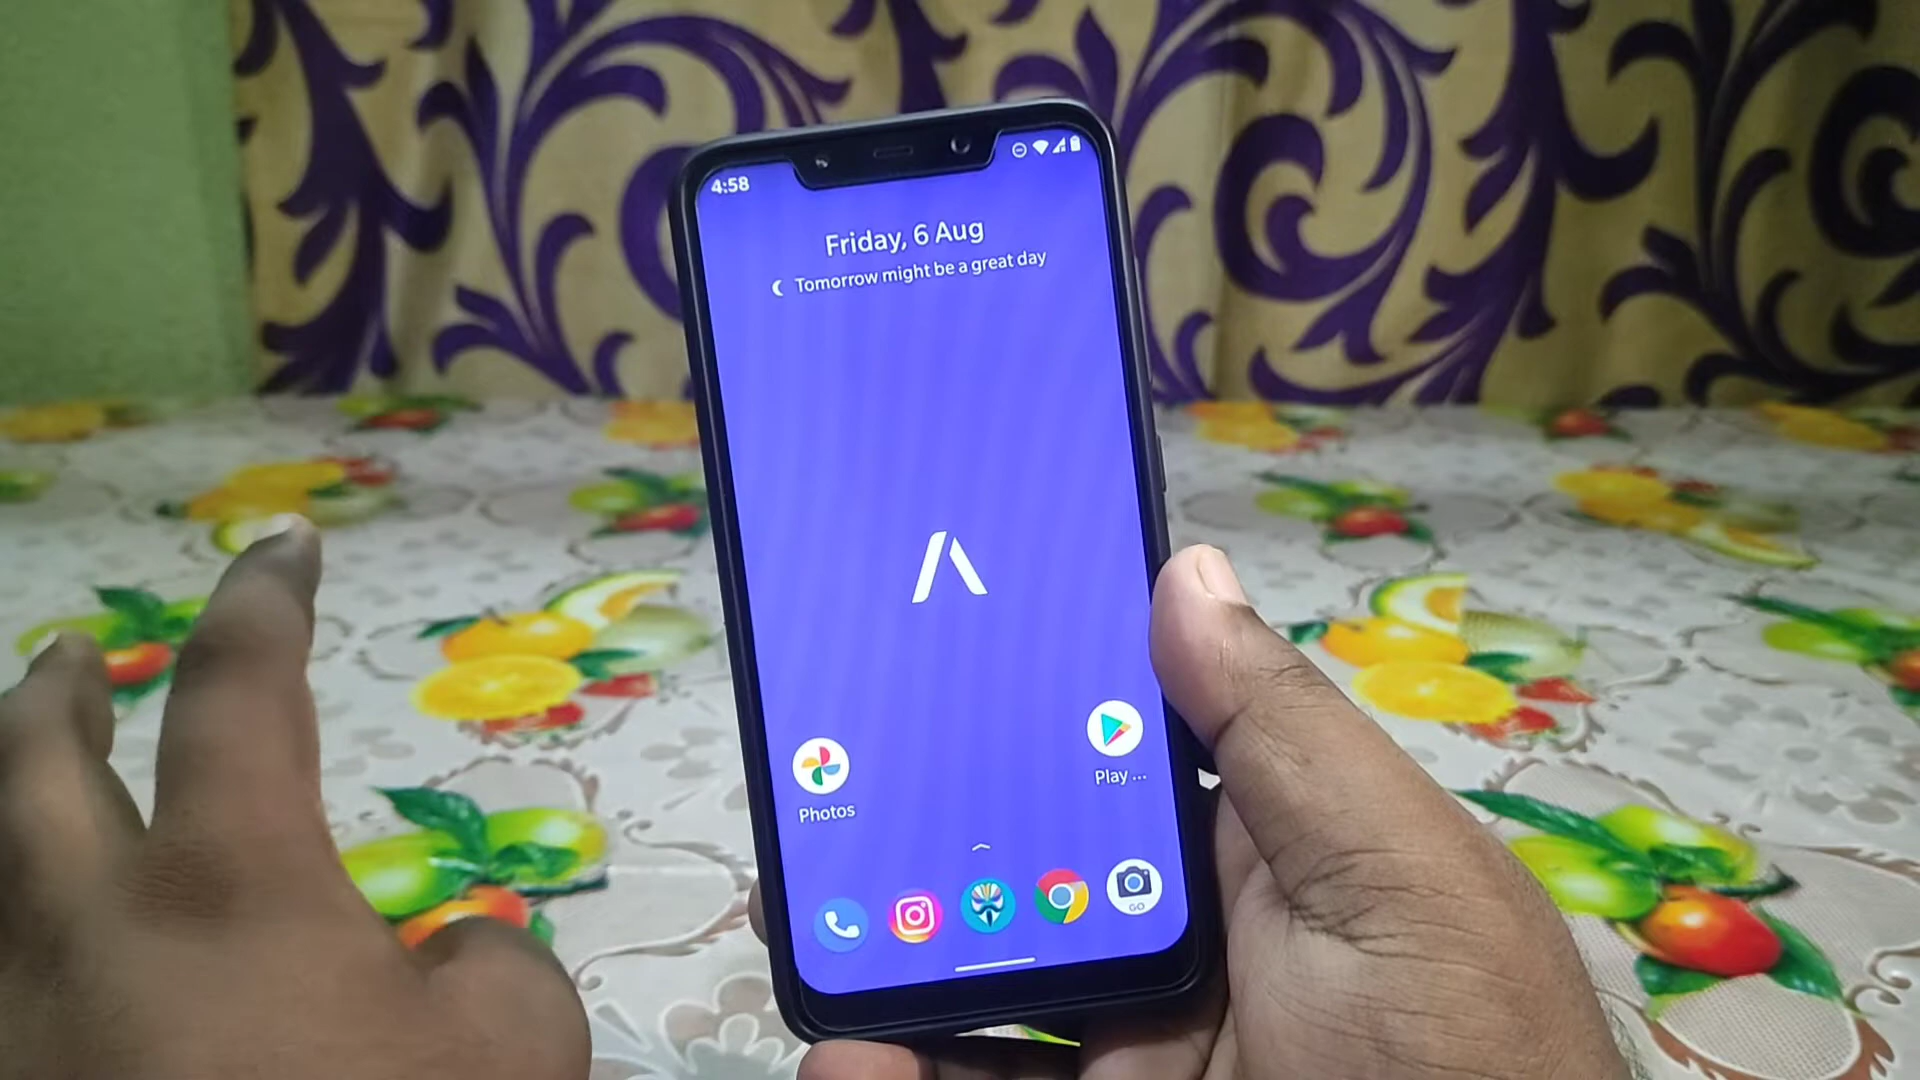 4:58
Friday, 6 Aug
Tomorrow might be a great day
Play ...
Photos
GO